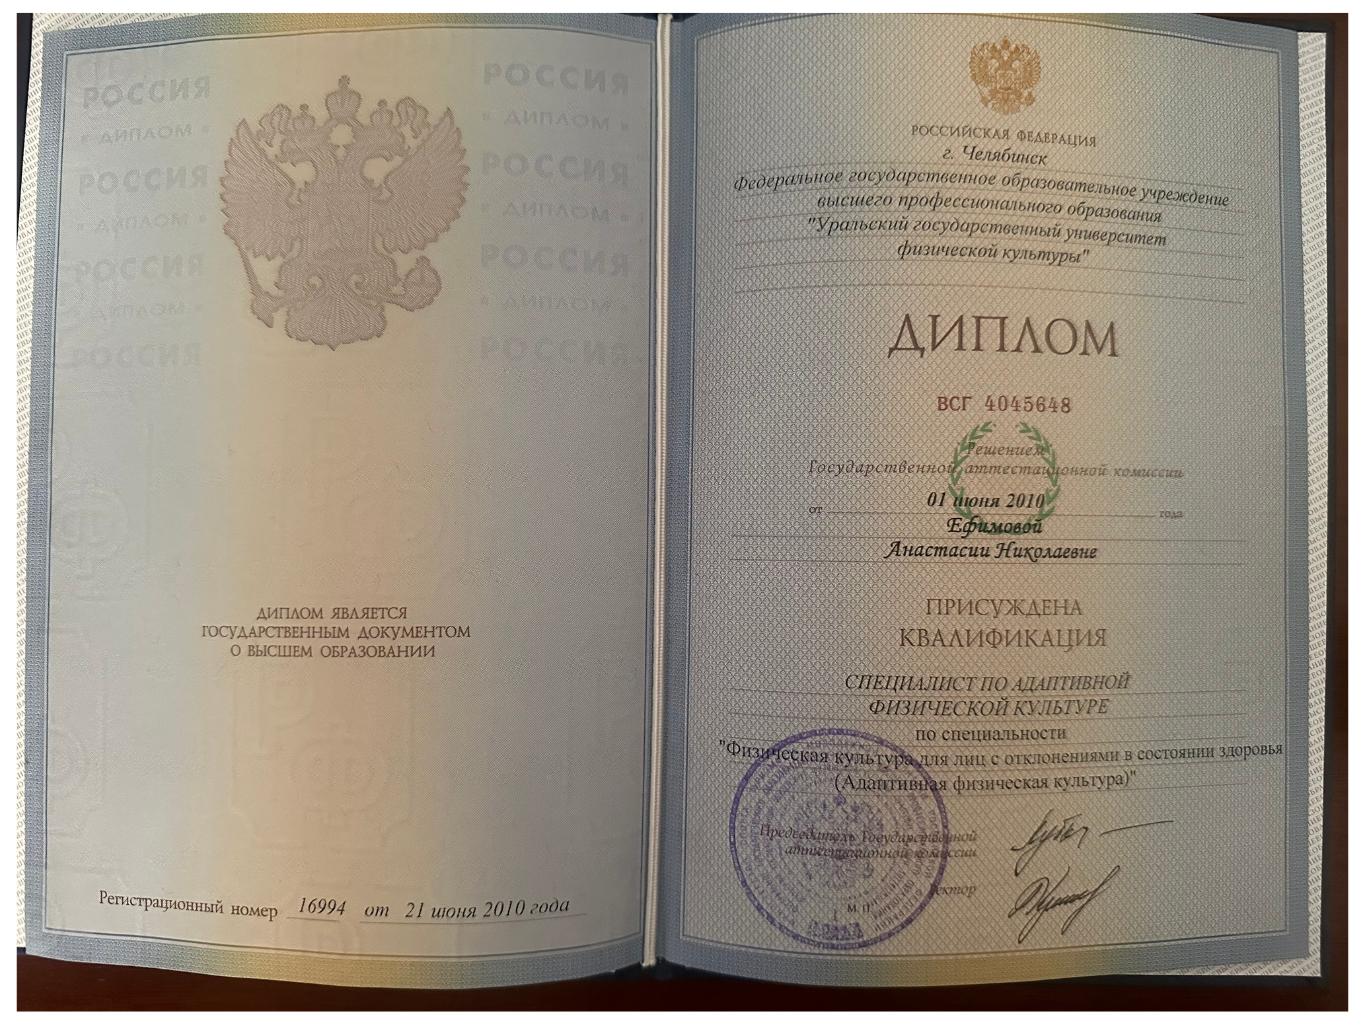 РОССИЯ
« ДИПЛОМ «
РОССИЯ
« ДИПЛОМ »
РОССИЯ
« ДИПЛОМ »
РОССИЯ
РОССИЯ
« ДИПЛОМ »
РОССИЯ
« ДИПЛОМ »
РОССИЯ
« ДИПЛОМ »
РОССИЯ
ДИПЛОМ ЯВЛЯЕТСЯ
ГОСУДАРСТВЕННЫМ ДОКУМЕНТОМ
О ВЫСШЕМ ОБРАЗОВАНИИ
Регистрационный номер 16994 от 21 июня 2010 года
РОССИЙСКАЯ ФЕДЕРАЦИЯ
г. Челябинск
Федеральное государственное образовательное учреждение
высшего профессионального образования
"Уральский государственный университет
физической культуры"
ДИПЛОМ
ВСГ 4045648
Решением
Государственной аттестационной комиссии
от 01 июня 2010 года
Ефимовой
Анастасии Николаевне
ПРИСУЖДЕНА
КВАЛИФИКАЦИЯ
СПЕЦИАЛИСТ ПО АДАПТИВНОЙ
ФИЗИЧЕСКОЙ КУЛЬТУРЕ
по специальности
"Физическая культура для лиц с отклонениями в состоянии здоровья
(Адаптивная физическая культура)"
Председатель Государственной
аттестационной комиссии
Ректор
М.П.